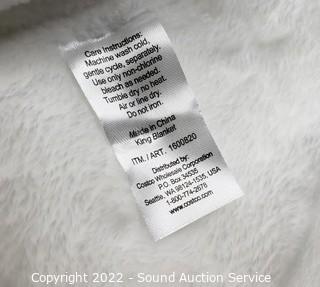 Care Instructions:
Machine wash cold,
gentle cycle, separately.
Use only non-chlorine
bleach as needed.
Tumble dry no heat.
Air or line dry.
Do not iron.
Made in China
King Blanket
ITM. / ART. 1600820
Distributed by:
Costco Wholesale Corporation
P.O. Box 34535
Seattle, WA 98124-1535, USA
1-800-774-2678
www.costco.com
Copyright 2022 - Sound Auction Service